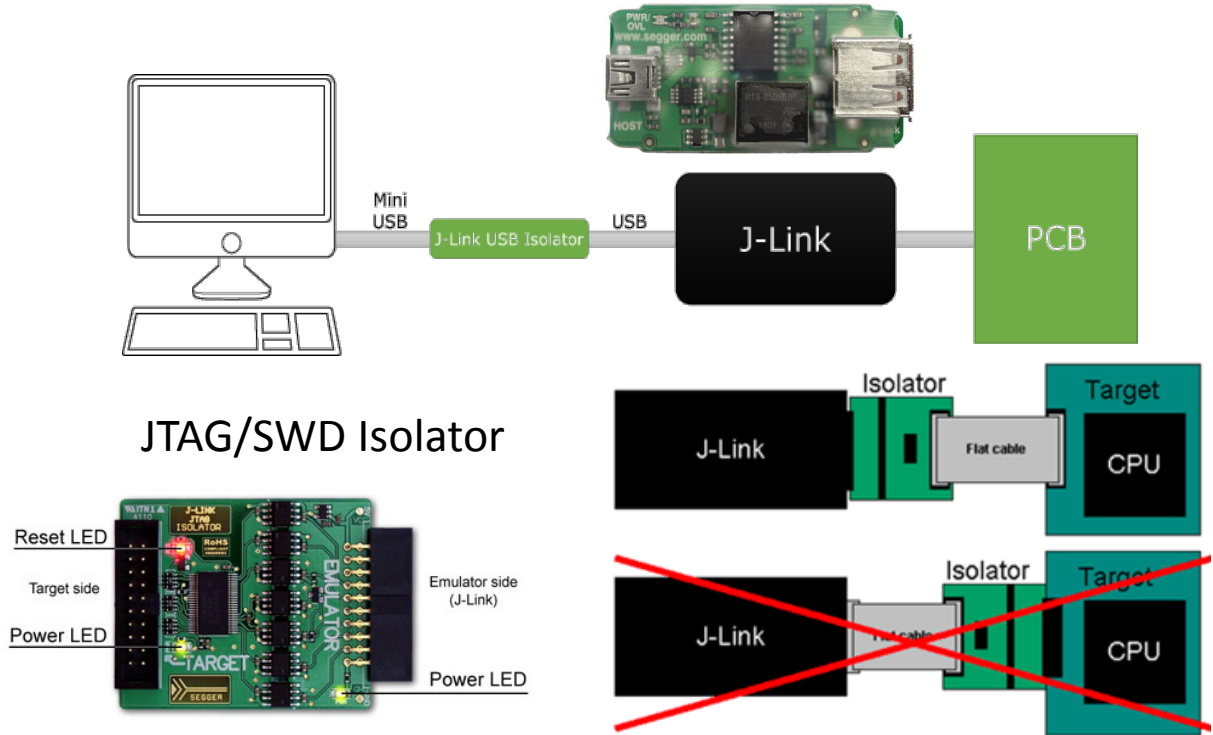 PWR/
OVL
www.segger.com
HOST
Mini
USB
J-Link USB Isolator
USB
J-Link
PCB
JTAG/SWD Isolator
J-Link
Isolator
Flat cable
Target
CPU
J-Link
Flat cable
Isolator
Target
CPU
Reset LED
Target side
Power LED
J-LINK
JTAG
ISOLATOR
RoHS
EMULATOR
TARGET
SEGGER
Emulator side
(J-Link)
Power LED